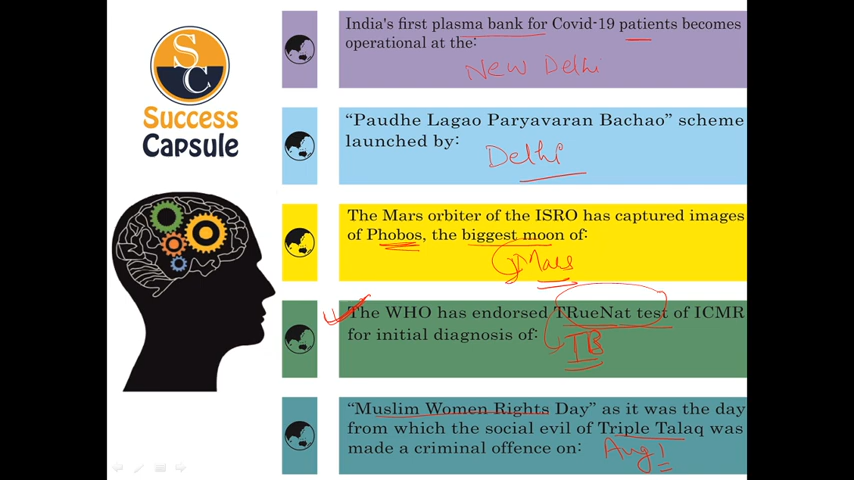 S
C
Success
Capsule
India's first plasma bank for Covid-19 patients becomes
operational at the:
New Delhi
“Paudhe Lagao Paryavaran Bachao” scheme
launched by:
Delhi
The Mars orbiter of the ISRO has captured images
of Phobos, the biggest moon of:
Mars
The WHO has endorsed TRueNat test of ICMR
for initial diagnosis of:
TB
“Muslim Women Rights Day” as it was the day
from which the social evil of Triple Talaq was
made a criminal offence on:
Aug 1